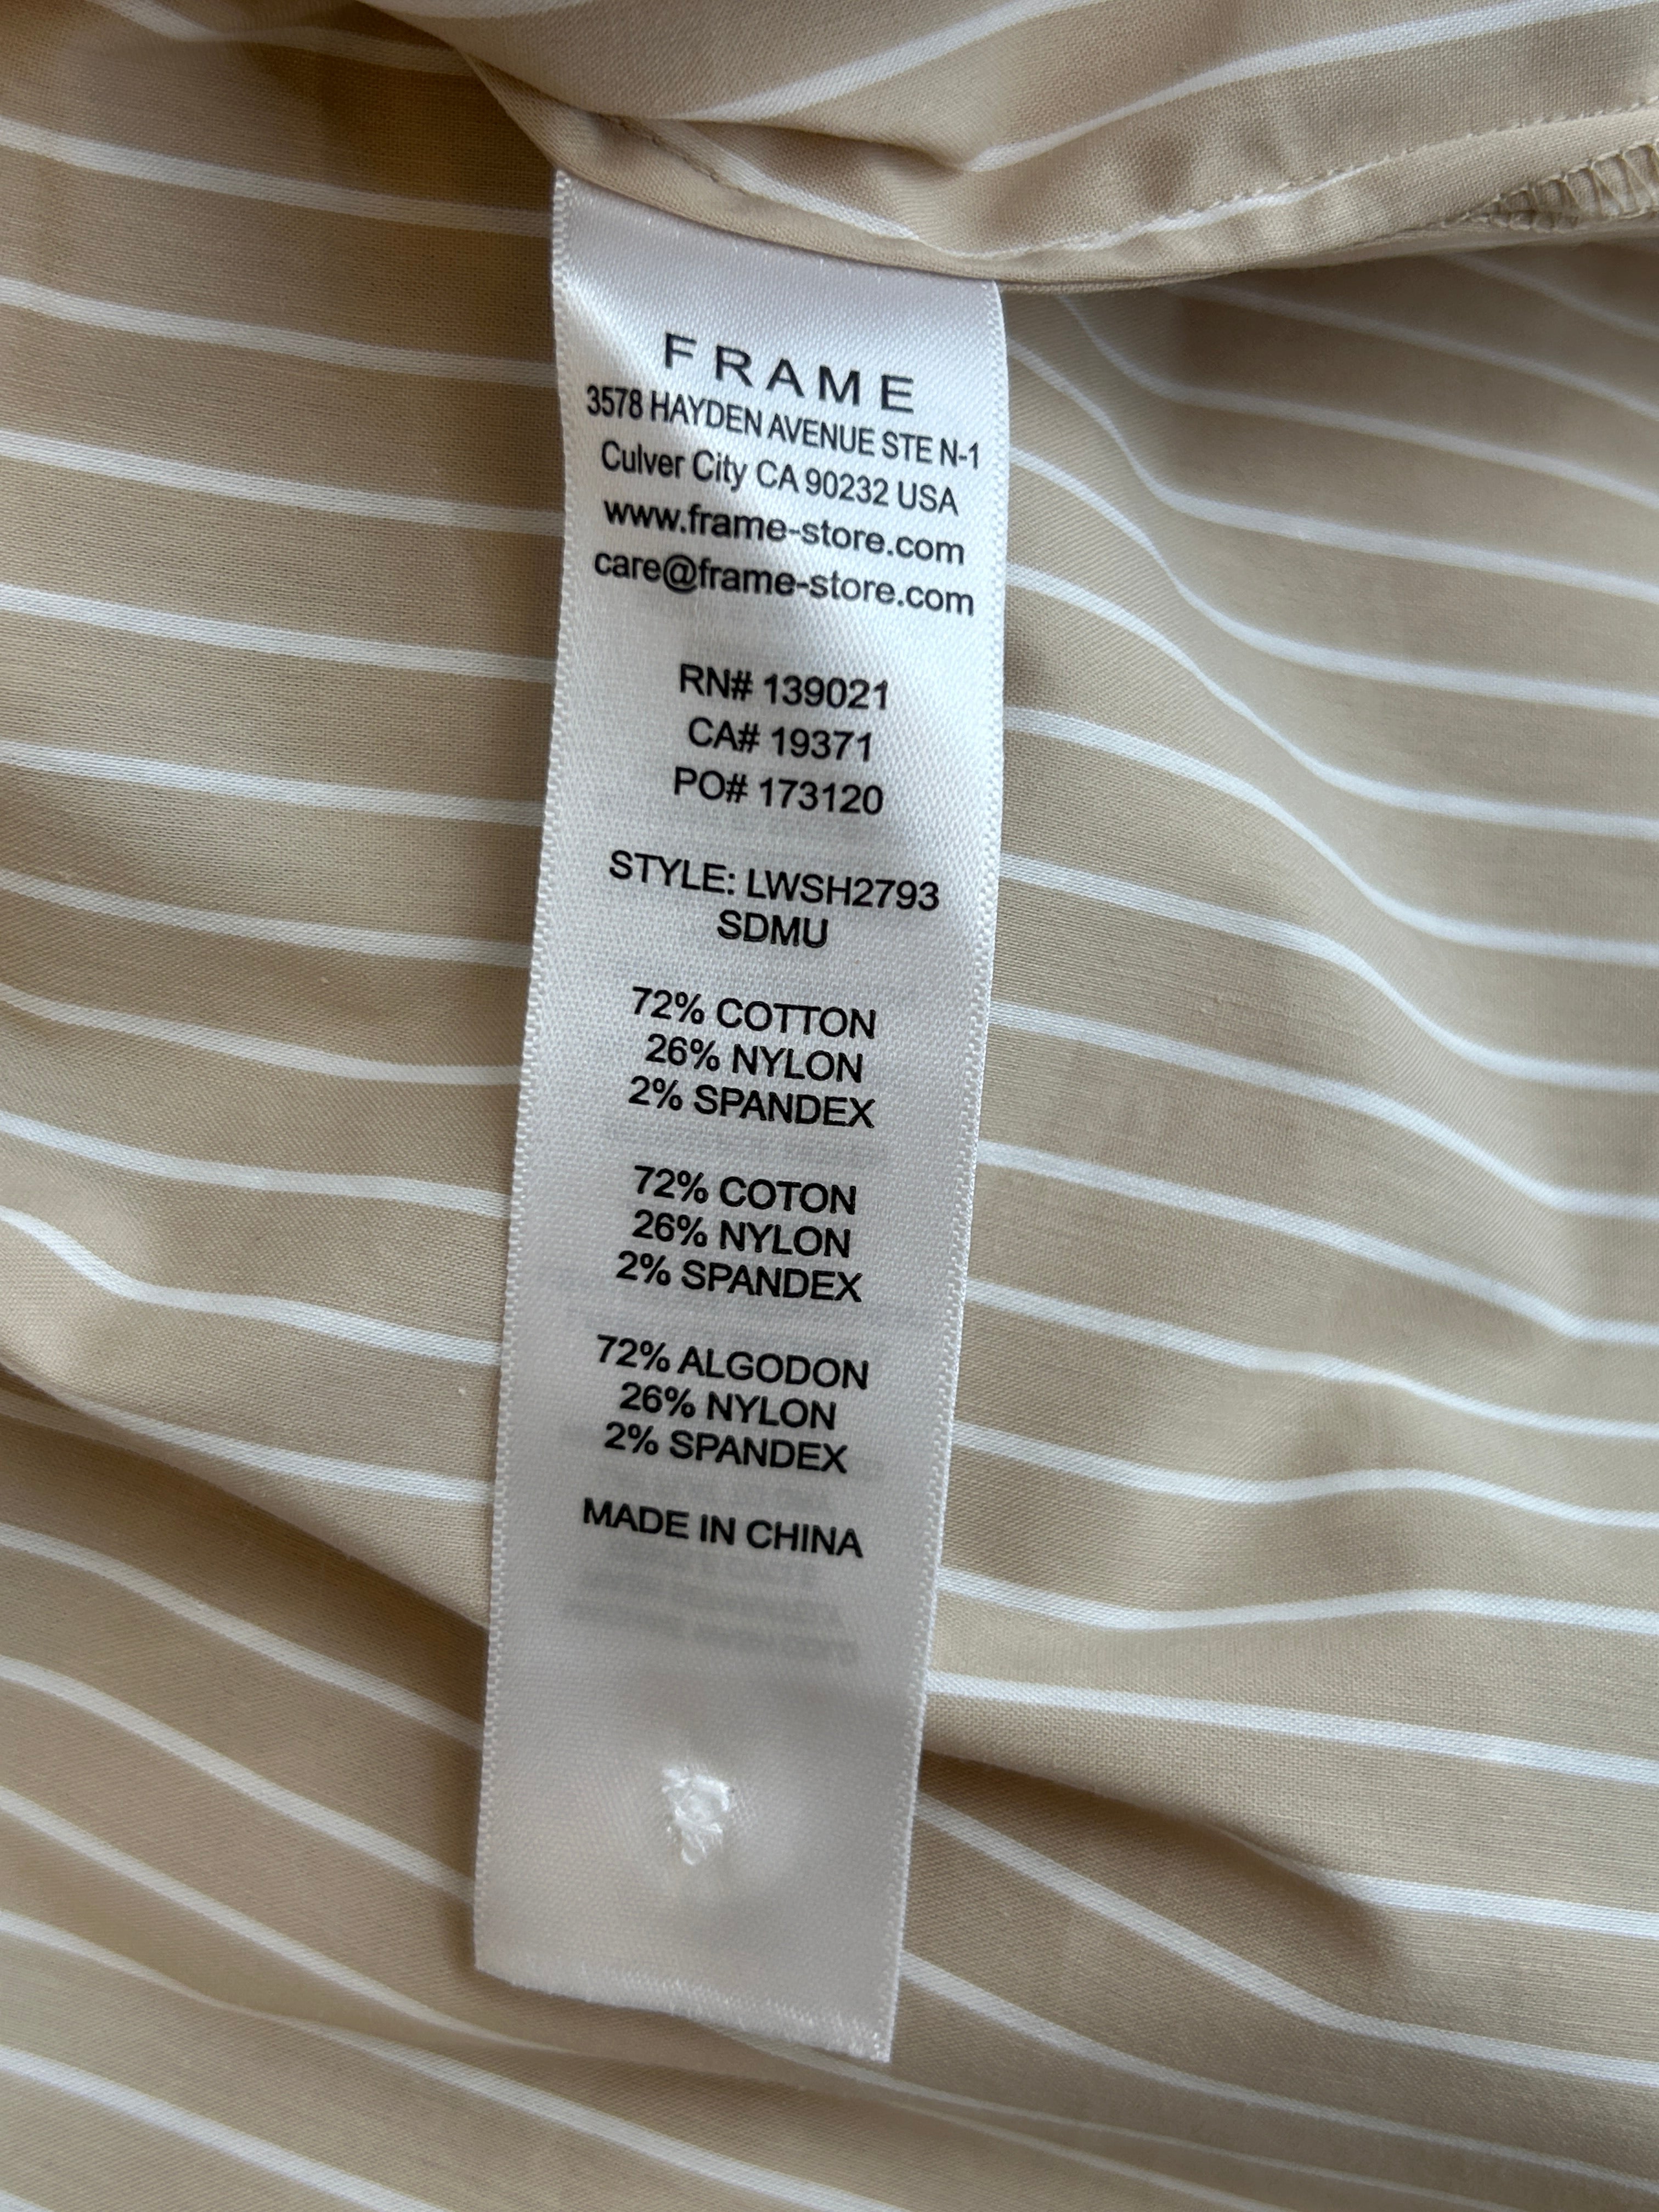 FRAME
3578 HAYDEN AVENUE STE N-1
Culver City CA 90232 USA
www.frame-store.com
care@frame-store.com
RN# 139021
CA# 19371
PO# 173120
STYLE: LWSH2793
SDMU
72% COTTON
26% NYLON
2% SPANDEX
72% COTON
26% NYLON
2% SPANDEX
72% ALGODON
26% NYLON
2% SPANDEX
MADE IN CHINA